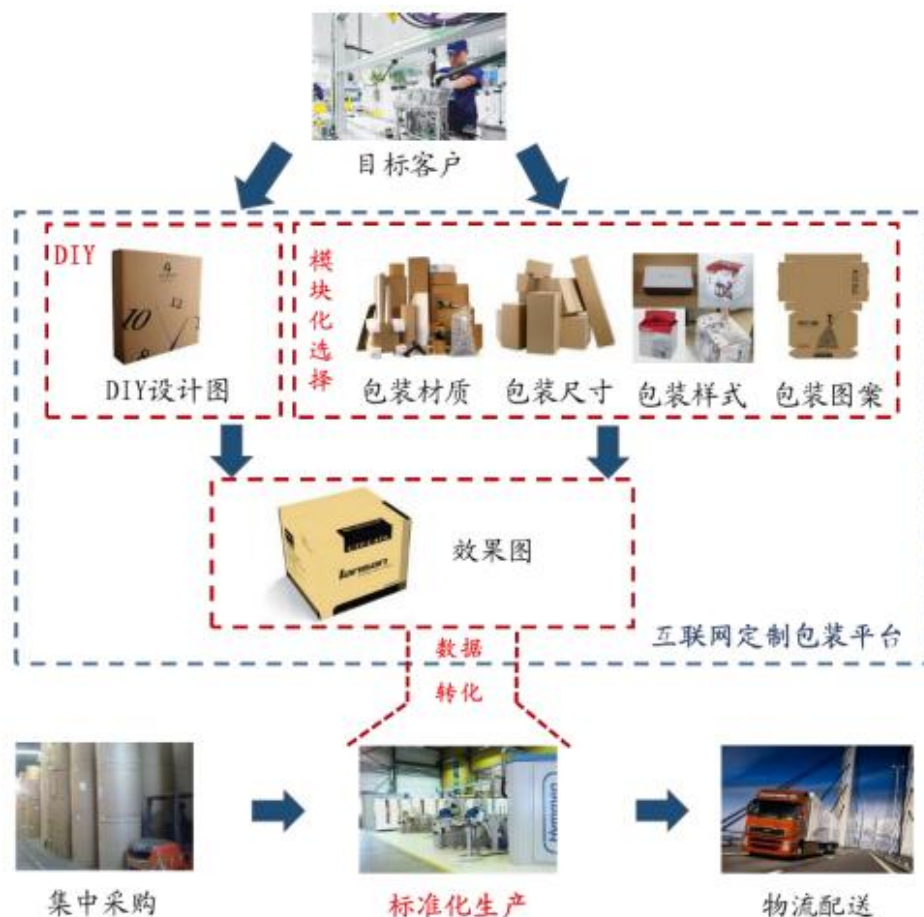 目标客户
DIY
模块化选择
10
12
DIY设计图
包装材质
包装尺寸
包装样式
包装图案
效果图
互联网定制包装平台
数据
转化
集中采购
标准化生产
物流配送